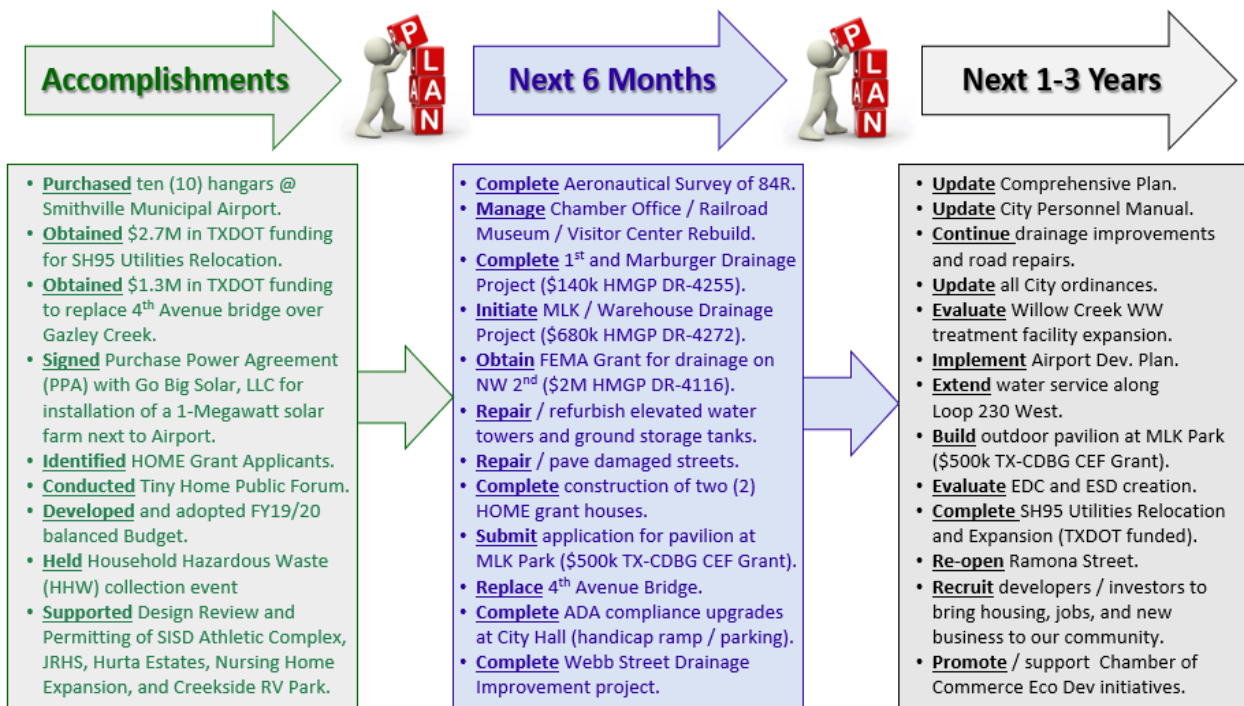 Accomplishments
P
L
A
A
N
Next 6 Months
P
L
A
A
N
Next 1-3 Years
• Purchased ten (10) hangars @
Smithville Municipal Airport.
• Obtained $2.7M in TXDOT funding
for SH95 Utilities Relocation.
• Obtained $1.3M in TXDOT funding
to replace 4th Avenue bridge over
Gazley Creek.
• Signed Purchase Power Agreement
(PPA) with Go Big Solar, LLC for
installation of a 1-Megawatt solar
farm next to Airport.
• Identified HOME Grant Applicants.
• Conducted Tiny Home Public Forum.
• Developed and adopted FY19/20
balanced Budget.
• Held Household Hazardous Waste
(HHW) collection event
• Supported Design Review and
Permitting of SISD Athletic Complex,
JRHS, Hurta Estates, Nursing Home
Expansion, and Creekside RV Park.
• Complete Aeronautical Survey of 84R.
• Manage Chamber Office / Railroad
Museum / Visitor Center Rebuild.
• Complete 1st and Marburger Drainage
Project ($140k HMGP DR-4255).
• Initiate MLK / Warehouse Drainage
Project ($680k HMGP DR-4272).
• Obtain FEMA Grant for drainage on
NW 2nd ($2M HMGP DR-4116).
• Repair / refurbish elevated water
towers and ground storage tanks.
• Repair / pave damaged streets.
• Complete construction of two (2)
HOME grant houses.
• Submit application for pavilion at
MLK Park ($500k TX-CDBG CEF Grant).
• Replace 4th Avenue Bridge.
• Complete ADA compliance upgrades
at City Hall (handicap ramp / parking).
• Complete Webb Street Drainage
Improvement project.
• Update Comprehensive Plan.
• Update City Personnel Manual.
• Continue drainage improvements
and road repairs.
• Update all City ordinances.
• Evaluate Willow Creek WW
treatment facility expansion.
• Implement Airport Dev. Plan.
• Extend water service along
Loop 230 West.
• Build outdoor pavilion at MLK Park
($500k TX-CDBG CEF Grant).
• Evaluate EDC and ESD creation.
• Complete SH95 Utilities Relocation
and Expansion (TXDOT funded).
• Re-open Ramona Street.
• Recruit developers / investors to
bring housing, jobs, and new
business to our community.
• Promote / support Chamber of
Commerce Eco Dev initiatives.